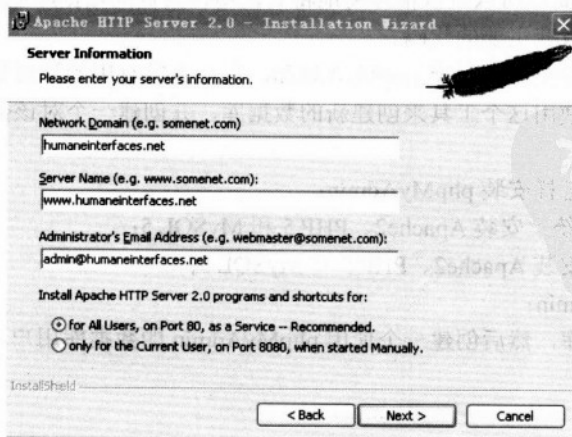 Apache HTTP Server 2.0 - Installation Wizard
Server Information
Please enter your server's information.
Network Domain (e.g. somenet.com)
humaneinterfaces.net
Server Name (e.g. www.somenet.com):
www.humaneinterfaces.net
Administrator's Email Address (e.g. webmaster@somenet.com):
admin@humaneinterfaces.net
Install Apache HTTP Server 2.0 programs and shortcuts for:
for All Users, on Port 80, as a Service -- Recommended.
only for the Current User, on Port 8080, when started Manually.
InstallShield
< Back
Next >
Cancel